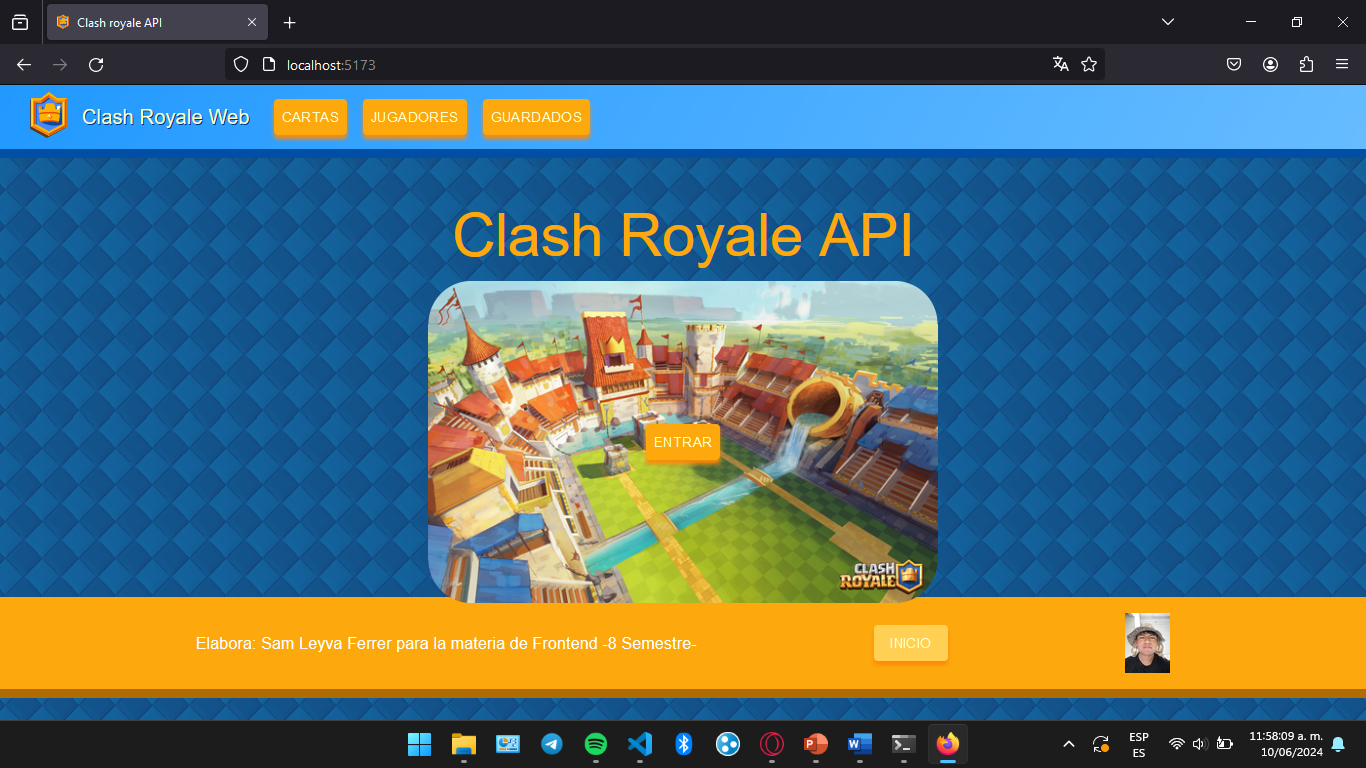 Clash royale API
localhost:5173
Clash Royale Web
CARTAS
JUGADORES
GUARDADOS
Clash Royale API
ENTRAR
CLASH
ROYALE
Elabora: Sam Leyva Ferrer para la materia de Frontend -8 Semestre-
INICIO
ESP
ES
11:58:09 a. m.
10/06/2024